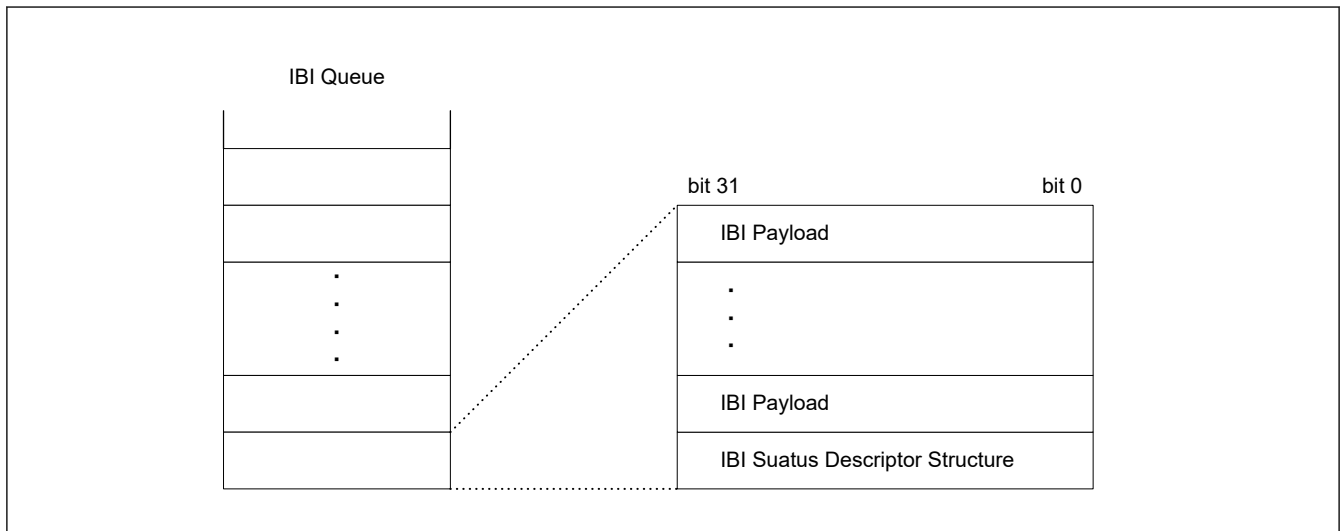 IBI Queue
bit 31 bit 0
IBI Payload
IBI Payload
IBI Suatus Descriptor Structure